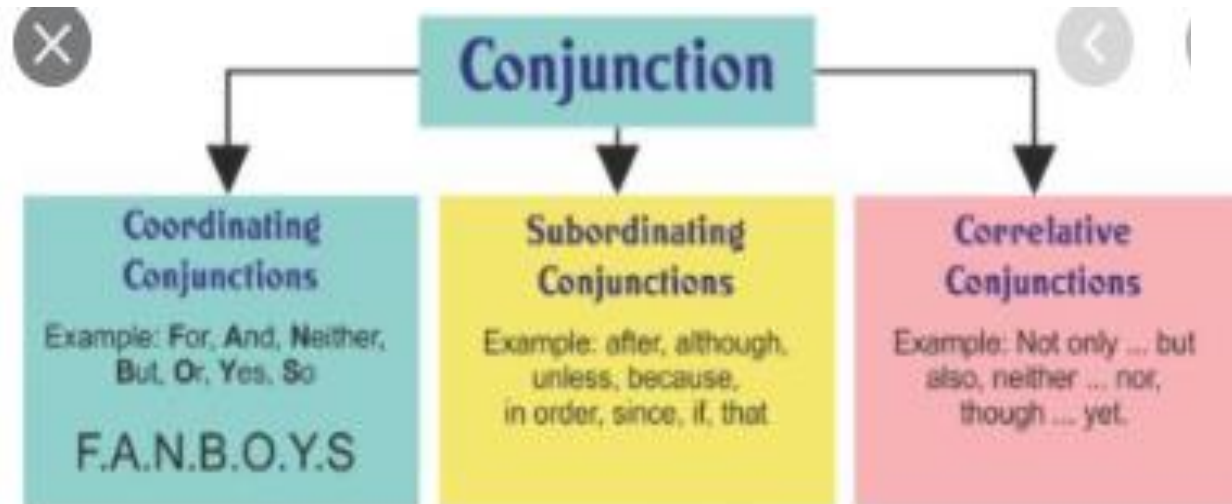 Conjunction
Coordinating
Conjunctions
Example: For, And, Neither,
But, Or, Yes, So
F.A.N.B.O.Y.S
Subordinating
Conjunctions
Example: after, although,
unless, because,
in order, since, if, that
Correlative
Conjunctions
Example: Not only ... but
also, neither ... nor,
though ... yet.